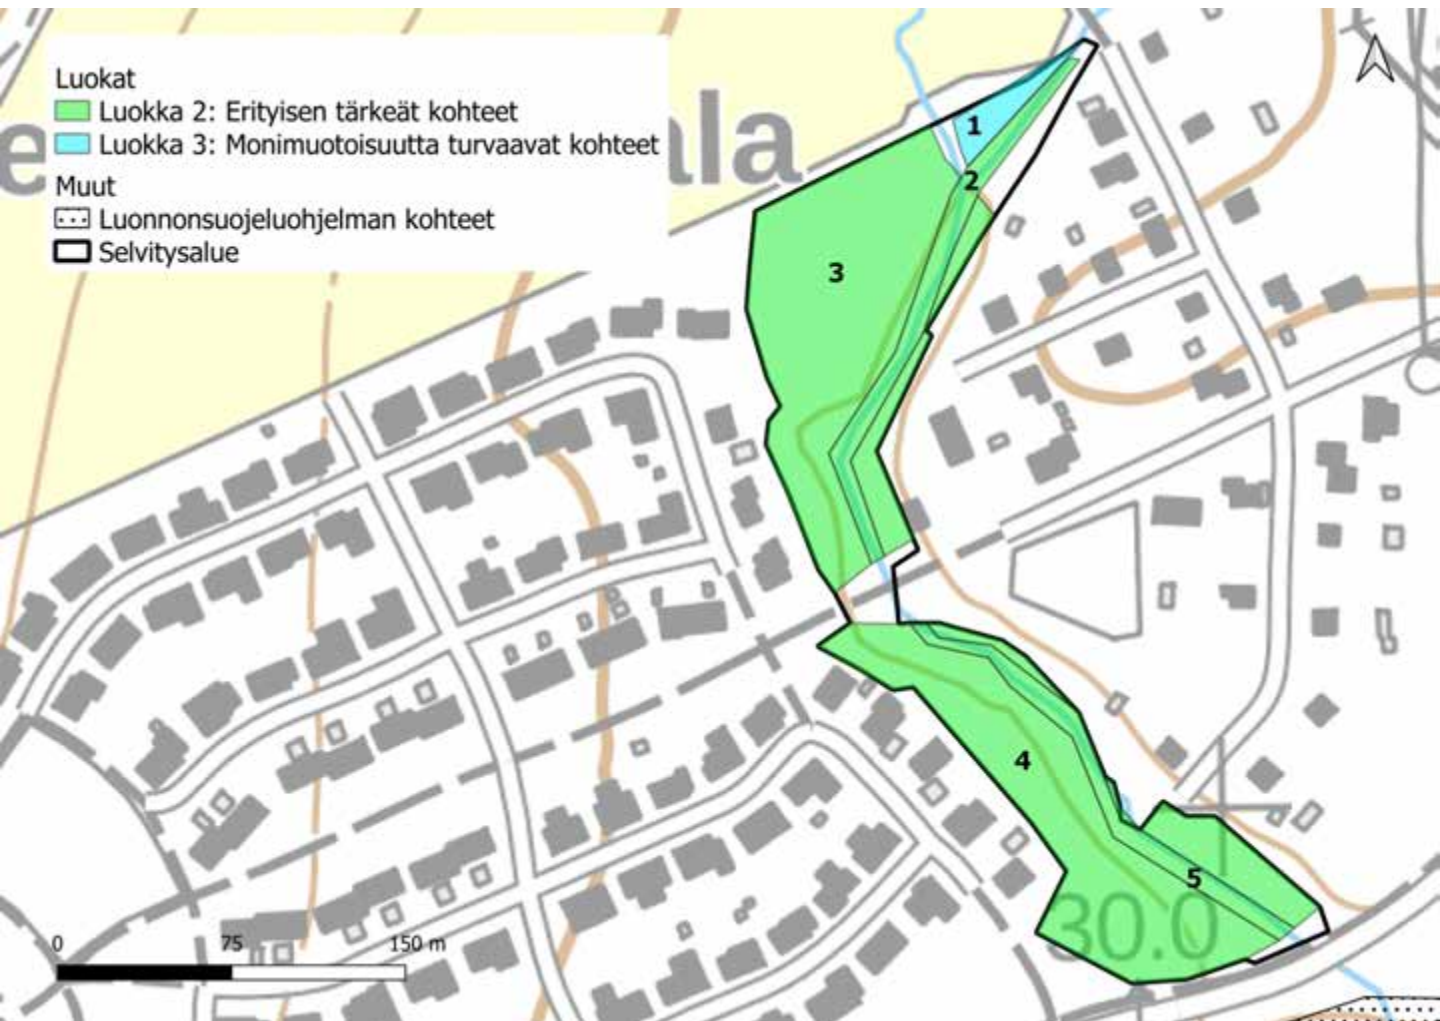 Luokat
Luokka 2: Erityisen tärkeät kohteet
Luokka 3: Monimuotoisuutta turvaavat kohteet
Muut
Luonnonsuojeluohjelman kohteet
Selvitysalue
1
2
3
4
5
30.0
0 75 150 m